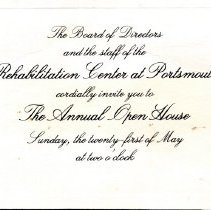 The Board of Directors
and the staff of the
Rehabilitation Center at Portsmout
cordially invite you to
The Annual Open House
Sunday, the twenty-first of May
at two o'clock